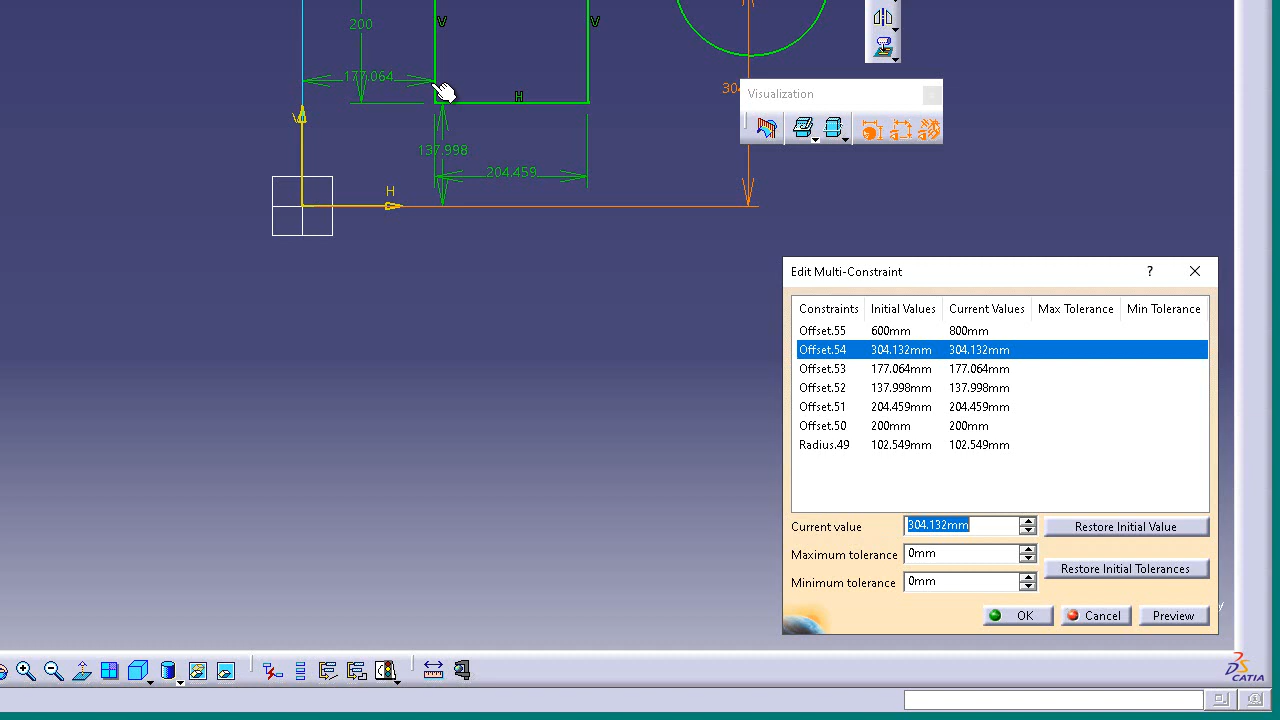 V
V
200
177.064
30
Visualization
H
137.998
204.459
V
H
Edit Multi-Constraint
?
Constraints Initial Values Current Values Max Tolerance Min Tolerance
Offset.55 600mm 800mm
Offset.54 304.132mm 304.132mm
Offset.53 177.064mm 177.064mm
Offset.52 137.998mm 137.998mm
Offset.51 204.459mm 204.459mm
Offset.50 200mm 200mm
Radius.49 102.549mm 102.549mm
Current value 304.132mm Restore Initial Value
Maximum tolerance 0mm
Restore Initial Tolerances
Minimum tolerance 0mm
OK Cancel Preview
y
CATIA